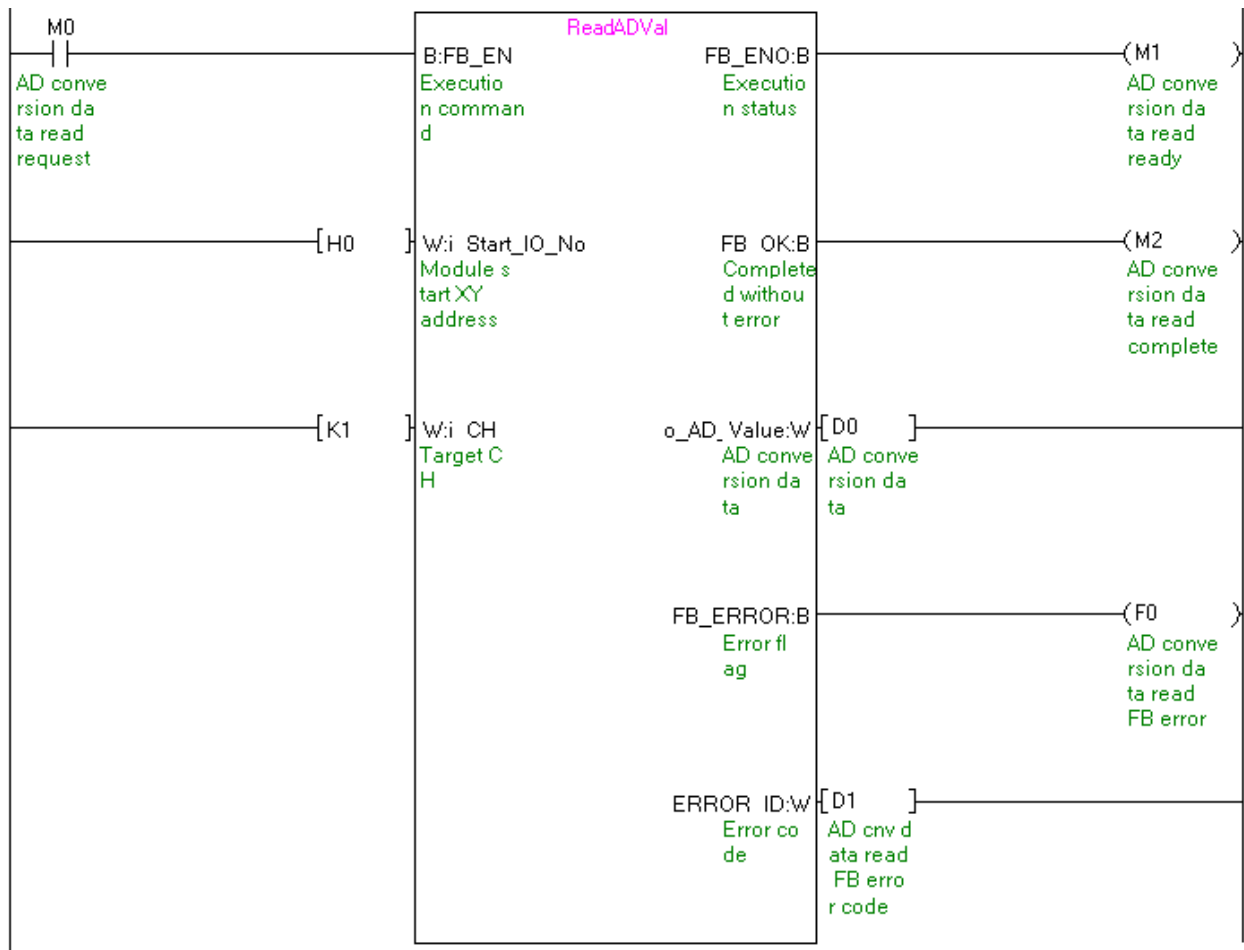 M0
ReadADVal
B:FB_EN
FB_ENO:B
M1
AD conve
rsion da
ta read
request
Executio
n comman
d
Executio
n status
AD conve
rsion da
ta read
ready
H0
W:i_Start_IO_No
FB_OK:B
M2
Module s
tart XY
address
Complete
d withou
t error
AD conve
rsion da
ta read
complete
K1
W:i_CH
o_AD_Value:W
D0
Target C
H
AD conve
rsion da
ta
AD conve
rsion da
ta
FB_ERROR:B
F0
Error fl
ag
AD conve
rsion da
ta read
FB error
ERROR_ID:W
D1
Error co
de
AD cnv d
ata read
FB erro
r code